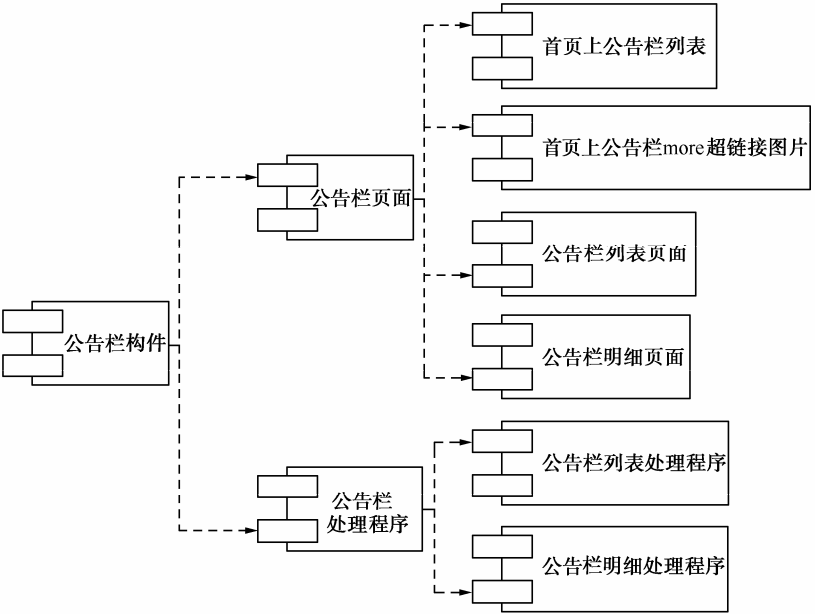 首页上公告栏列表
首页上公告栏more超链接图片
公告栏页面
公告栏列表页面
公告栏构件
公告栏明细页面
公告栏列表处理程序
公告栏
处理程序
公告栏明细处理程序